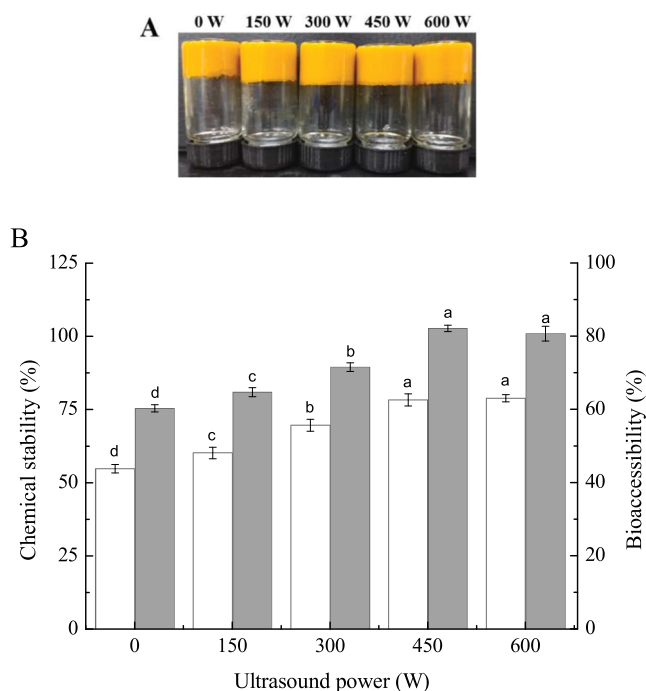 A
0 W 150 W 300 W 450 W 600 W
B
125
100
75
50
25
0
Chemical stability (%)
d d c c b b a a a a
100
80
60
40
20
0
Bioaccessibility (%)
0 150 300 450 600
Ultrasound power (W)